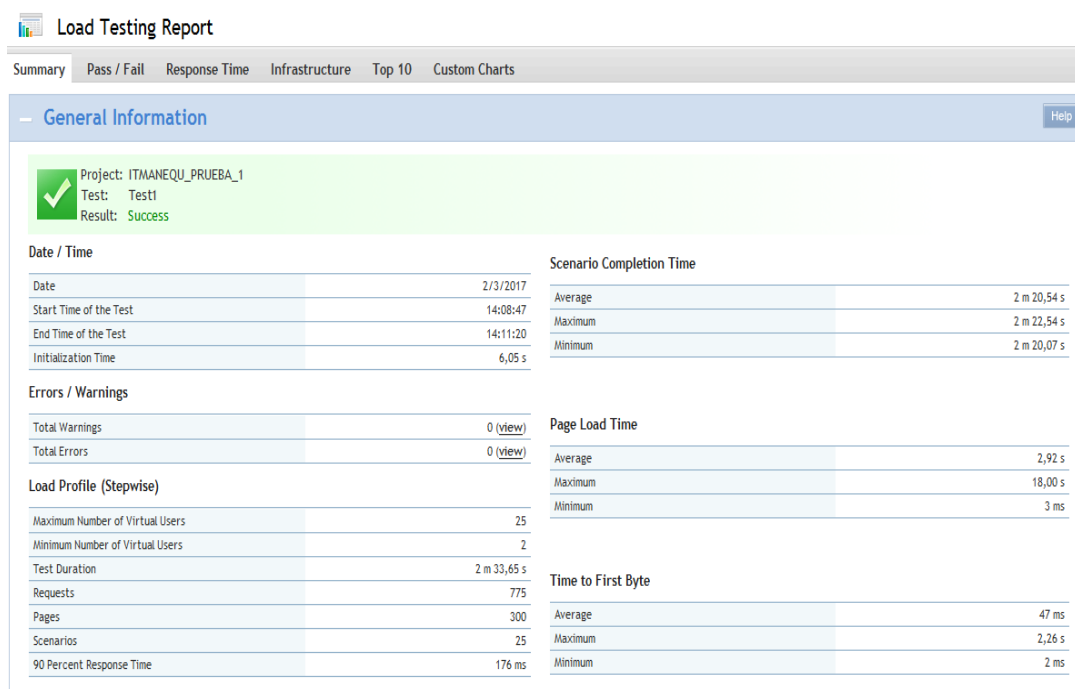 Load Testing Report
Summary Pass / Fail Response Time Infrastructure Top 10 Custom Charts
General Information
Help
Project: ITMANEQU_PRUEBA_1
Test: Test1
Result: Success
Date / Time
Date 2/3/2017
Start Time of the Test 14:08:47
End Time of the Test 14:11:20
Initialization Time 6,05 s
Errors / Warnings
Total Warnings 0 (view)
Total Errors 0 (view)
Load Profile (Stepwise)
Maximum Number of Virtual Users 25
Minimum Number of Virtual Users 2
Test Duration 2 m 33,65 s
Requests 775
Pages 300
Scenarios 25
90 Percent Response Time 176 ms
Scenario Completion Time
Average 2 m 20,54 s
Maximum 2 m 22,54 s
Minimum 2 m 20,07 s
Page Load Time
Average 2,92 s
Maximum 18,00 s
Minimum 3 ms
Time to First Byte
Average 47 ms
Maximum 2,26 s
Minimum 2 ms